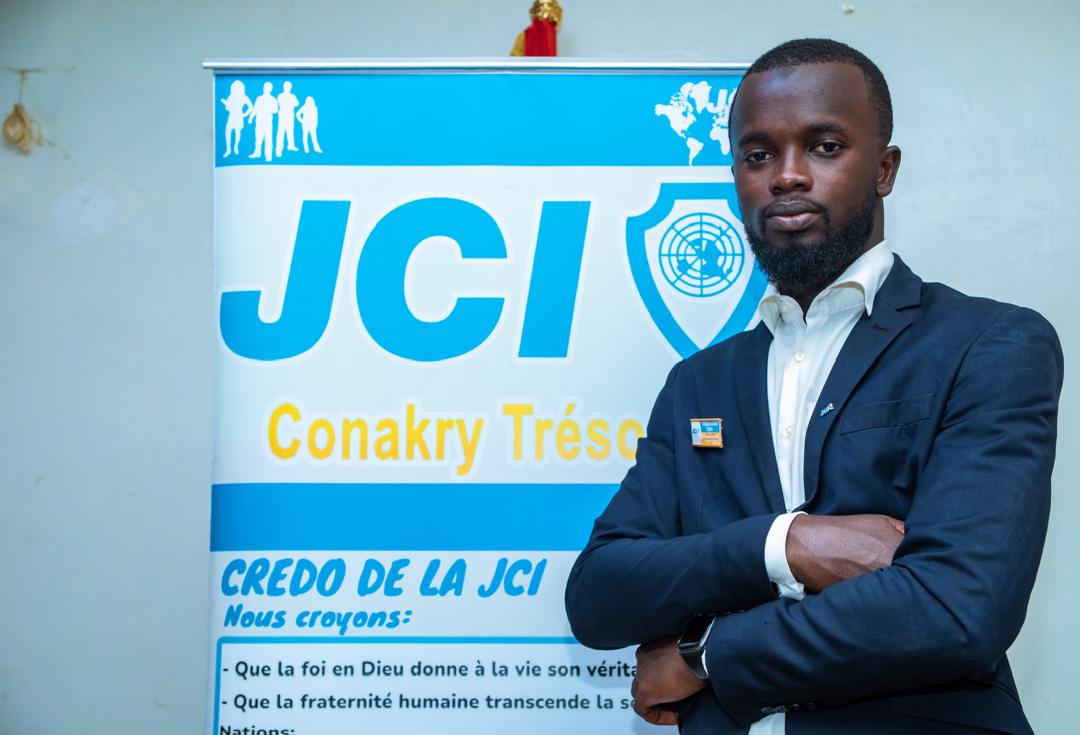 JCI
Conakry Tréso
CREDO DE LA JCI
Nous croyons:
- Que la foi en Dieu donne à la vie son vérita
- Que la fraternité humaine transcende la s
Nations: